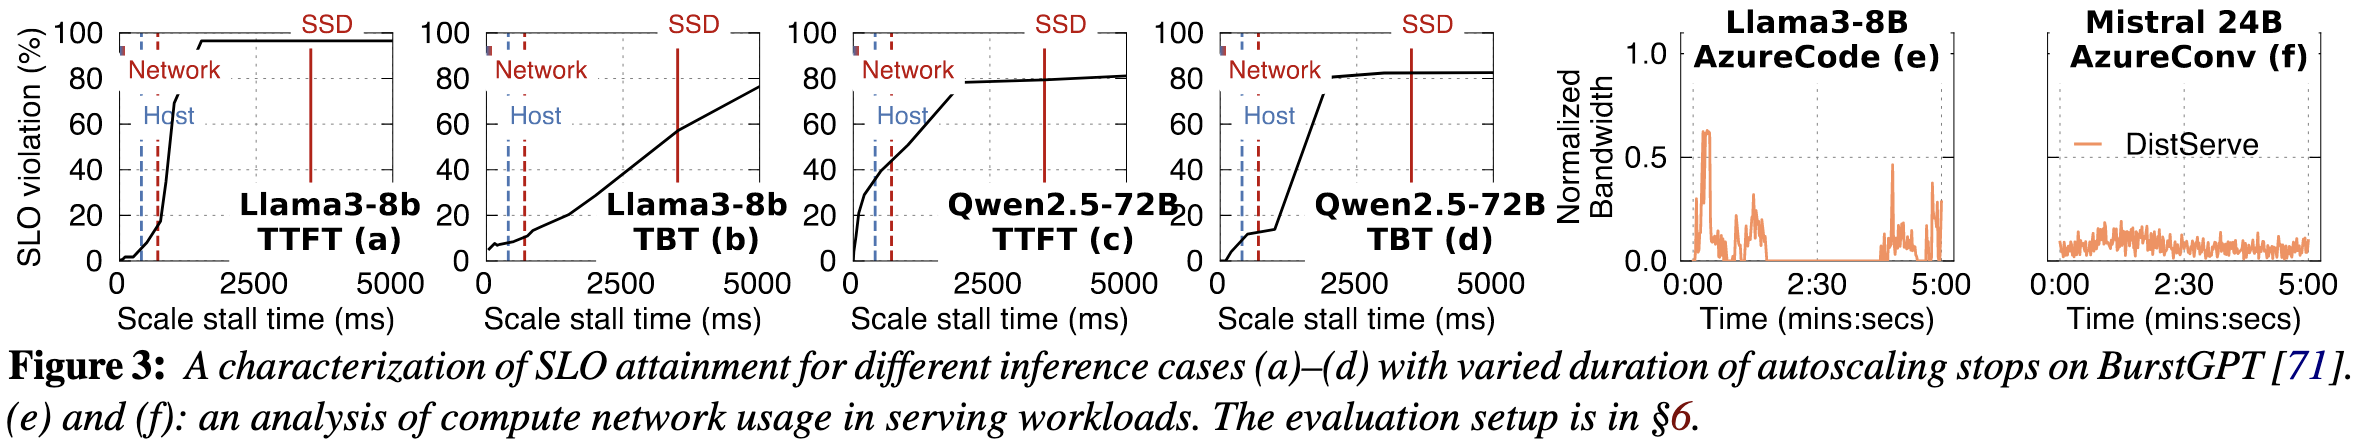 SLO violation (%)
100
80
60
40
20
0
SSD
Network
Host
Llama3-8b
TTFT (a)
0
2500
5000
Scale stall time (ms)
100
80
60
40
20
0
SSD
Network
Host
Llama3-8b
TBT (b)
0
2500
5000
Scale stall time (ms)
100
80
60
40
20
0
SSD
Network
Host
Qwen2.5-72B
TTFT (c)
0
2500
5000
Scale stall time (ms)
100
80
60
40
20
0
SSD
Network
Host
Qwen2.5-72B
TBT (d)
0
2500
5000
Scale stall time (ms)
Llama3-8B
AzureCode (e)
Normalized
Bandwidth
1.0
0.5
0.0
0:00
2:30
5:00
Time (mins:secs)
Mistral 24B
AzureConv (f)
DistServe
0:00
2:30
5:00
Time (mins:secs)
Figure 3: A characterization of SLO attainment for different inference cases (a)–(d) with varied duration of autoscaling stops on BurstGPT [71].
(e) and (f): an analysis of compute network usage in serving workloads. The evaluation setup is in §6.